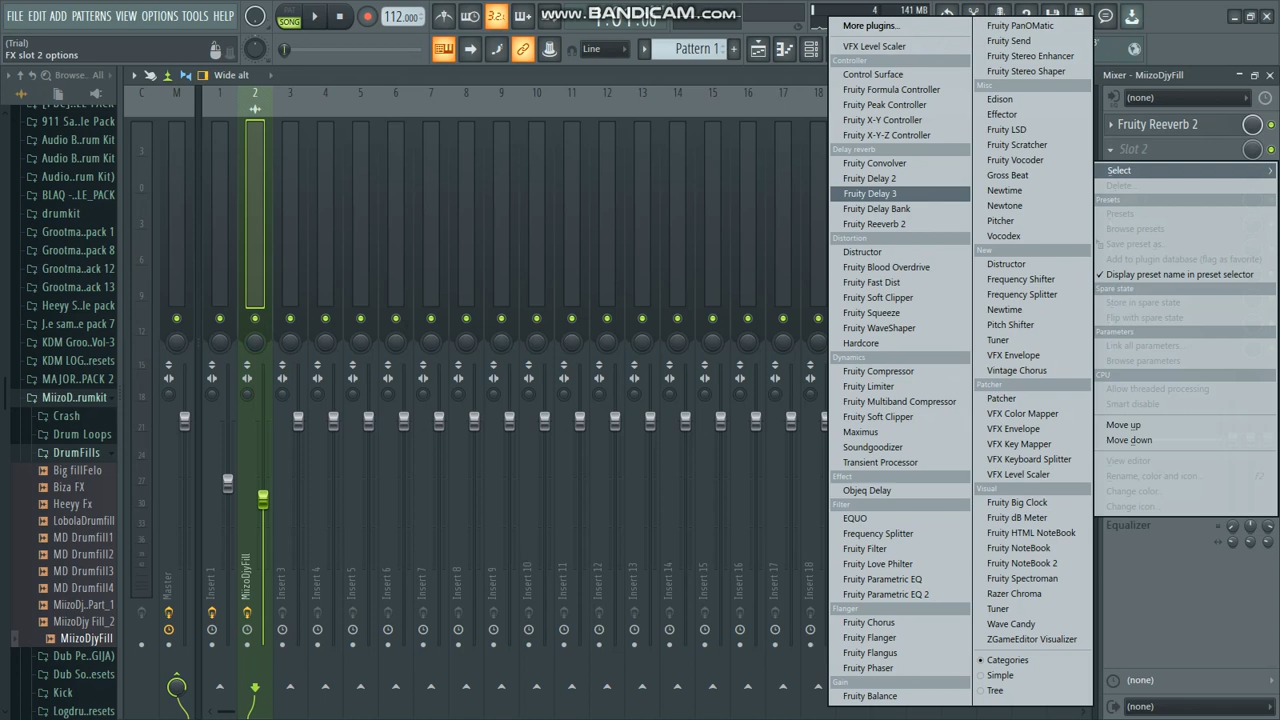 FILE EDIT ADD PATTERNS VIEW OPTIONS TOOLS HELP
PAT
SONG
112.000
3.2
www.BANDICAM.com
4
141 MB
(Trial)
FX slot 2 options
Line
Pattern 1
Browse..
All
Wide alt
C M 1 2 3 4 5 6 7 8 9 10 11 12 13 14 15 16 17 18
911 Sa..le Pack
Audio B..rum Kit
Audio B..rum Kt
Audio..rum Kit)
BLAQ -..LE_PACK
drumkit
Grootma..pack 1
Grootma..pack 8
Grootma..ack 12
Grootma..ack 13
Heeyy S..le pack
J.e sam..e pack 7
KDM Groo..Vol-3
KDM LOG..resets
MAJOR..PACK 2
MiizoD..rumkit
Crash
Drum Loops
DrumFills
Big fillFelo
Biza FX
Heeyy Fx
LobolaDrumfill
MD Drumfill1
MD Drumfill2
MD Drumfill3
MD Drumfill4
MiizoDj..Part_1
MiizoDjy Fill_2
MiizoDjyFill
Dub Pe..GIJA)
Dub So..esets
Kick
Logdru..resets
3
0
3
6
9
12
15
18
21
24
27
30
33
Master
Insert 1
MiizoDjyFill
Insert 3
Insert 4
Insert 5
Insert 6
Insert 7
Insert 8
Insert 9
Insert 10
Insert 11
Insert 12
Insert 13
Insert 14
Insert 15
Insert 16
Insert 17
Insert 18
More plugins...
VFX Level Scaler
Controller
Control Surface
Fruity Formula Controller
Fruity Peak Controller
Fruity X-Y Controller
Fruity X-Y-Z Controller
Delay reverb
Fruity Convolver
Fruity Delay 2
Fruity Delay 3
Fruity Delay Bank
Fruity Reeverb 2
Distortion
Distructor
Fruity Blood Overdrive
Fruity Fast Dist
Fruity Soft Clipper
Fruity Squeeze
Fruity WaveShaper
Hardcore
Dynamics
Fruity Compressor
Fruity Limiter
Fruity Multiband Compressor
Fruity Soft Clipper
Maximus
Soundgoodizer
Transient Processor
Effect
Objeq Delay
Filter
EQUO
Frequency Splitter
Fruity Filter
Fruity Love Philter
Fruity Parametric EQ
Fruity Parametric EQ 2
Flanger
Fruity Chorus
Fruity Flanger
Fruity Flangus
Fruity Phaser
Gain
Fruity Balance
Fruity PanOMatic
Fruity Send
Fruity Stereo Enhancer
Fruity Stereo Shaper
Misc
Edison
Effector
Fruity LSD
Fruity Scratcher
Fruity Vocoder
Gross Beat
Newtime
Newtone
Pitcher
Vocodex
New
Distructor
Frequency Shifter
Frequency Splitter
Newtime
Pitch Shifter
Tuner
VFX Envelope
Vintage Chorus
Patcher
Patcher
VFX Color Mapper
VFX Envelope
VFX Key Mapper
VFX Keyboard Splitter
VFX Level Scaler
Visual
Fruity Big Clock
Fruity dB Meter
Fruity HTML NoteBook
Fruity NoteBook
Fruity NoteBook 2
Fruity Spectroman
Razer Chroma
Tuner
Wave Candy
ZGameEditor Visualizer
Categories
Simple
Tree
Mixer - MiizoDjyFill
(none)
Fruity Reeverb 2
Slot 2
Select
Delete..
Presets
Presets
Browse presets
Save preset as..
Add to plugin database (flag as favorite)
Display preset name in preset selector
Spare state
Store in spare state
Flip with spare state
Parameters
Link all parameters...
Browse parameters
CPU
Allow threaded processing
Smart disable
Move up
Move down
View editor
Rename, color and icon...
F2
Change color..
Change icon...
Equalizer
(none)
(none)